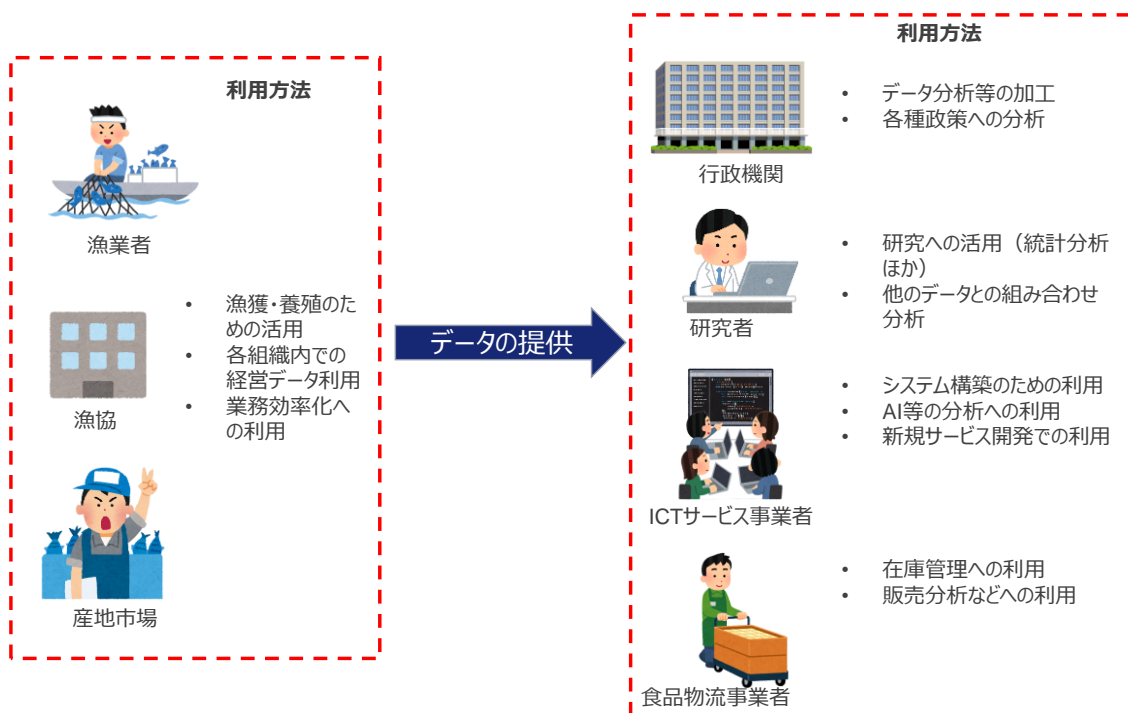 利用方法
漁業者
漁協
• 漁獲・養殖のた
めの活用
• 各組織内での
経営データ利用
• 業務効率化へ
の利用
産地市場
データの提供
利用方法
• データ分析等の加工
• 各種政策への分析
行政機関
• 研究への活用（統計分析
ほか）
• 他のデータとの組み合わせ
分析
研究者
• システム構築のための利用
• AI等の分析への利用
• 新規サービス開発での利用
ICTサービス事業者
• 在庫管理への利用
• 販売分析などへの利用
食品物流事業者